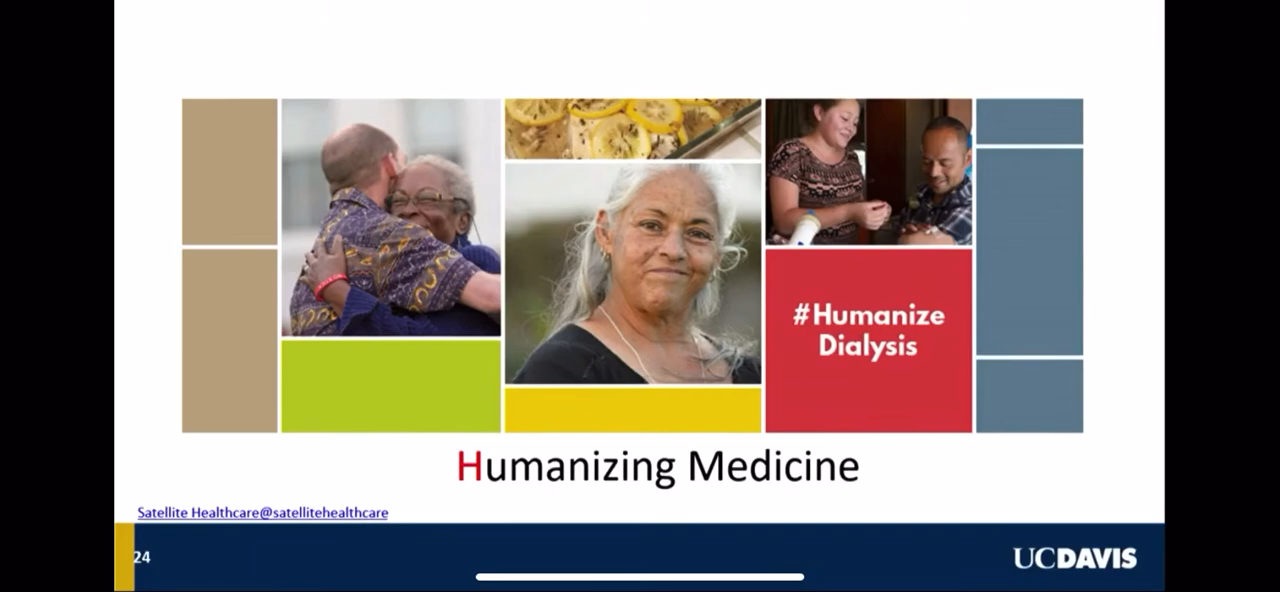 #Humanize
Dialysis
Humanizing Medicine
Satellite Healthcare@satellitehealthcare
24
UCDAVIS